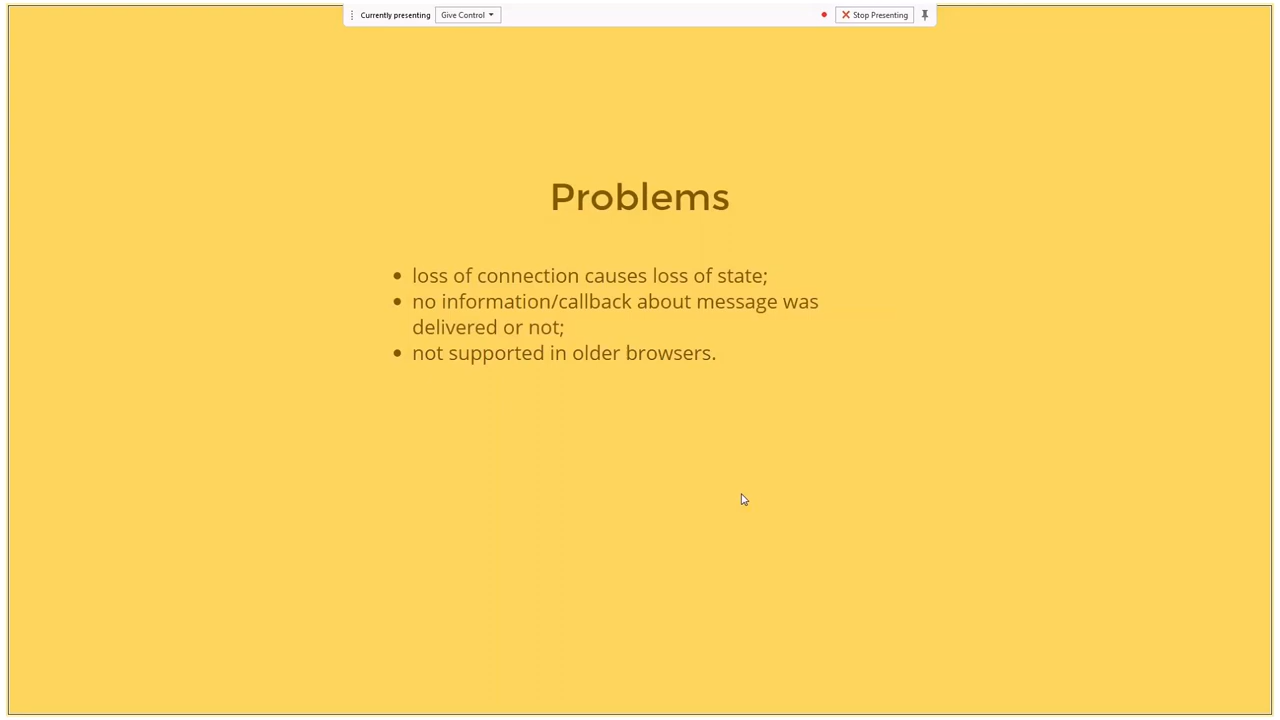 Currently presenting Give Control Stop Presenting
Problems
loss of connection causes loss of state;
no information/callback about message was
delivered or not;
not supported in older browsers.